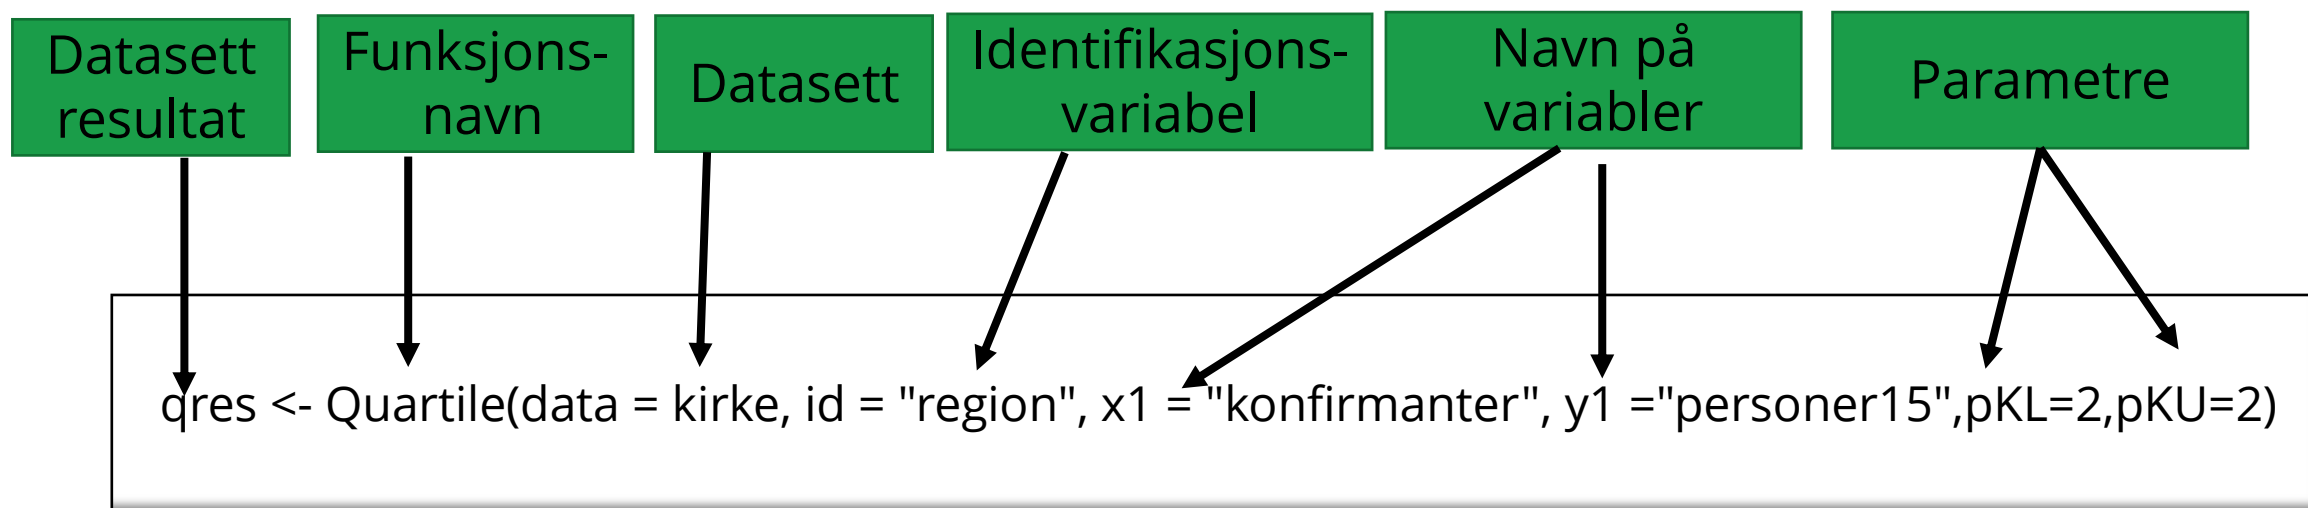 Datasett
resultat
Funksjons-
navn
Datasett
Identifikasjons-
variabel
Navn på
variabler
Parametre
qres <- Quartile(data = kirke, id = "region", x1 = "konfirmanter", y1 ="personer15",pKL=2,pKU=2)